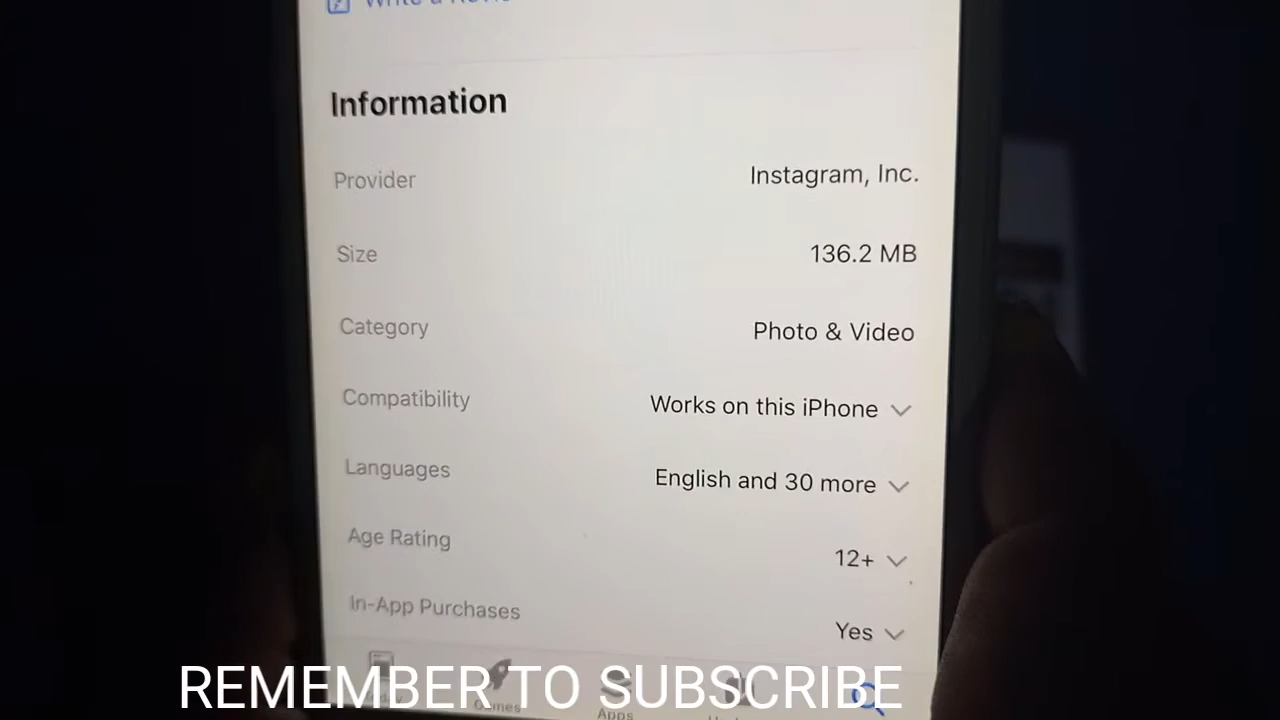 Information
Provider
Instagram, Inc.
Size
136.2 MB
Category
Photo & Video
Compatibility
Works on this iPhone
Languages
English and 30 more
Age Rating
12+
In-App Purchases
Yes
REMEMBER TO SUBSCRIBE
Apps